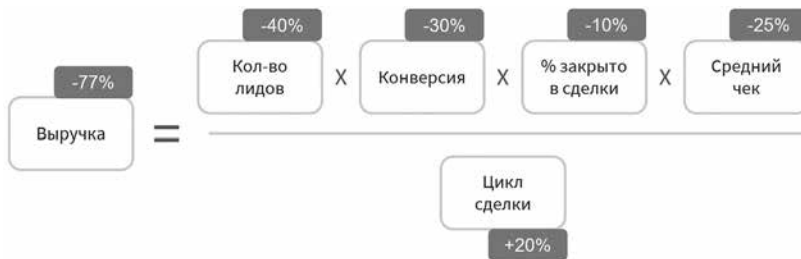 -77%
Выручка
=
-40%
Кол-во
лидов
X
-30%
Конверсия
X
-10%
% закрыто
в сделки
X
-25%
Средний
чек
Цикл
сделки
+20%